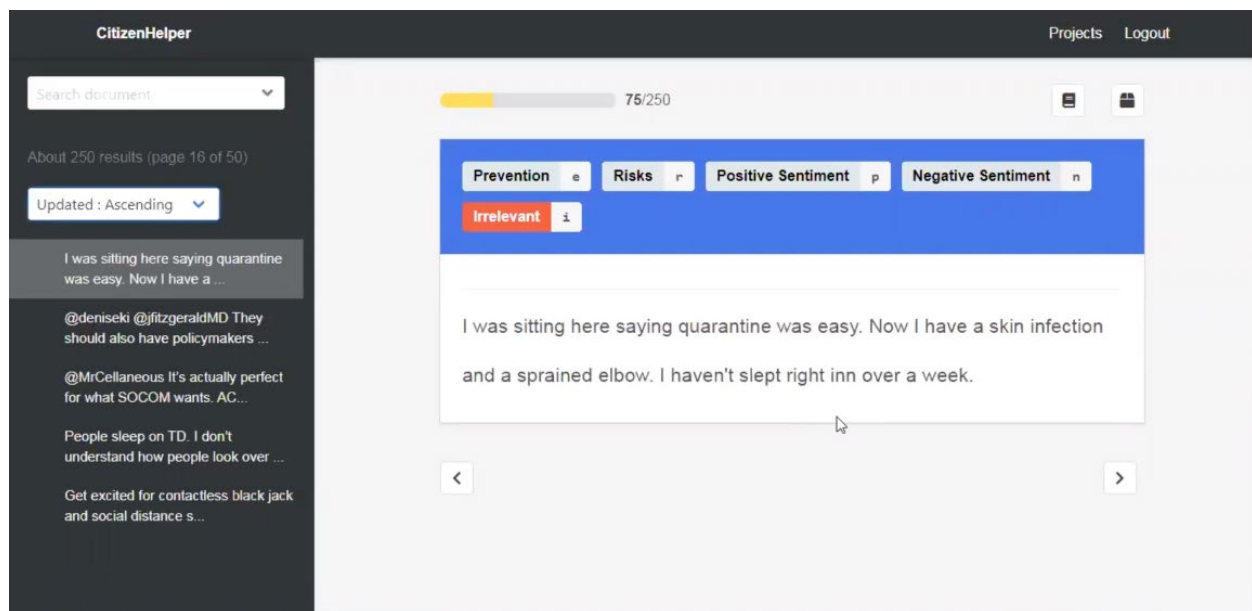 CitizenHelper
Projects Logout
Search document
About 250 results (page 16 of 50)
Updated : Ascending
I was sitting here saying quarantine
was easy. Now I have a ...
@deniseki @jfitzgeraldMD They
should also have policymakers ...
@MrCellaneous It's actually perfect
for what SOCOM wants. AC...
People sleep on TD. I don't
understand how people look over ...
Get excited for contactless black jack
and social distance s...
75/250
Prevention e Risks r Positive Sentiment p Negative Sentiment n
Irrelevant i
I was sitting here saying quarantine was easy. Now I have a skin infection
and a sprained elbow. I haven't slept right inn over a week.